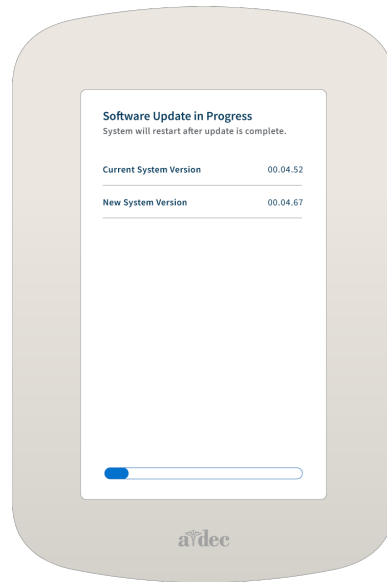 Software Update in Progress
System will restart after update is complete.
Current System Version 00.04.52
New System Version 00.04.67
a dec